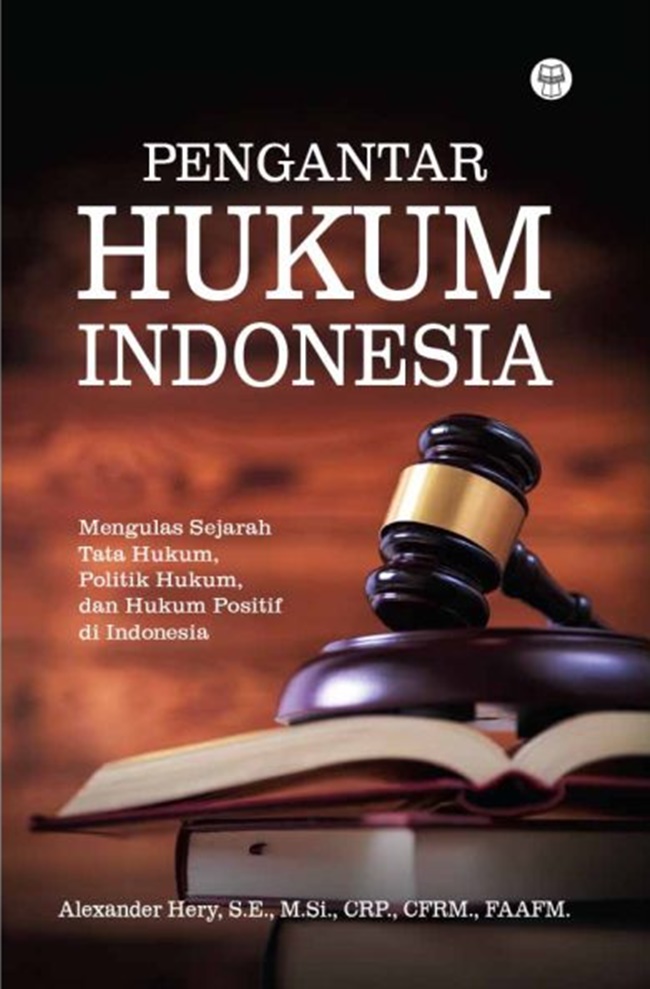 PENGANTAR
HUKUM
INDONESIA
Mengulas Sejarah
Tata Hukum,
Politik Hukum,
dan Hukum Positif
di Indonesia
Alexander Hery, S.E., M.Si., CRP., CFRM., FAAFM.